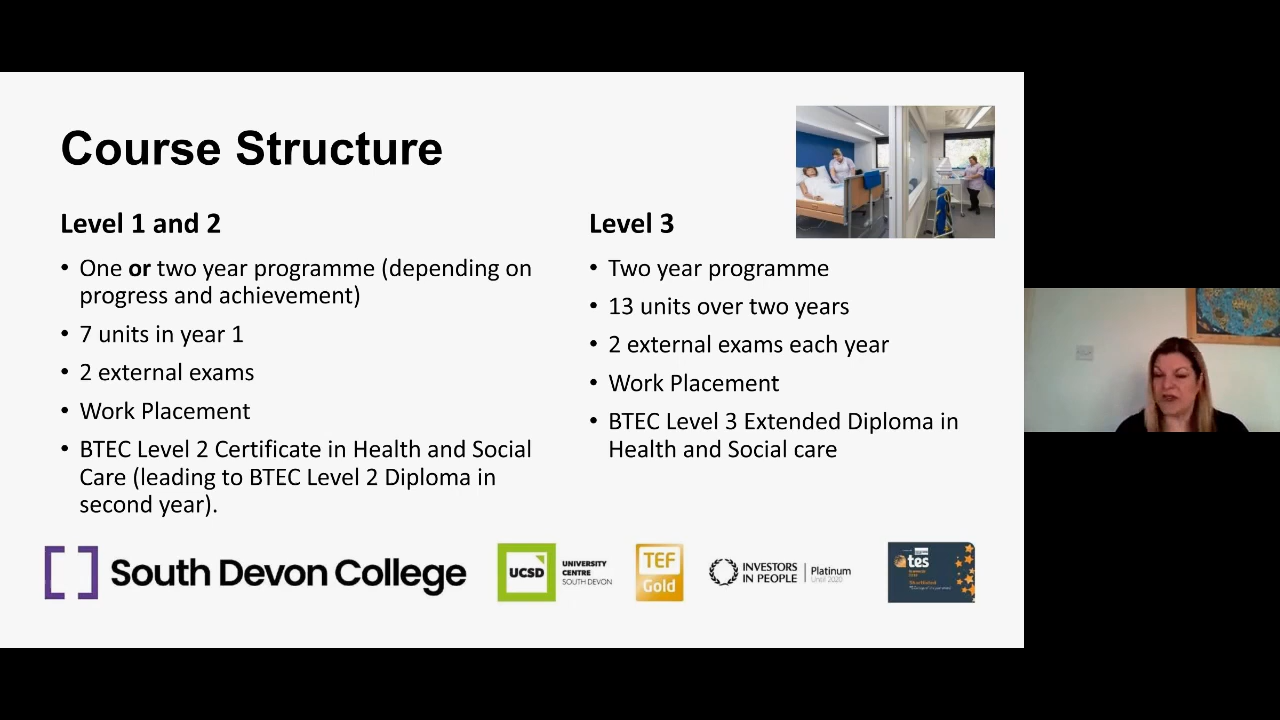 Course Structure
Level 1 and 2
• One or two year programme (depending on
progress and achievement)
• 7 units in year 1
• 2 external exams
• Work Placement
• BTEC Level 2 Certificate in Health and Social
Care (leading to BTEC Level 2 Diploma in
second year).
Level 3
• Two year programme
• 13 units over two years
• 2 external exams each year
• Work Placement
• BTEC Level 3 Extended Diploma in
Health and Social care
South Devon College
UCSD
UNIVERSITY
CENTRE
SOUTH DEVON
TEF
Gold
INVESTORS
IN PEOPLE
Platinum
Until 2020
tes